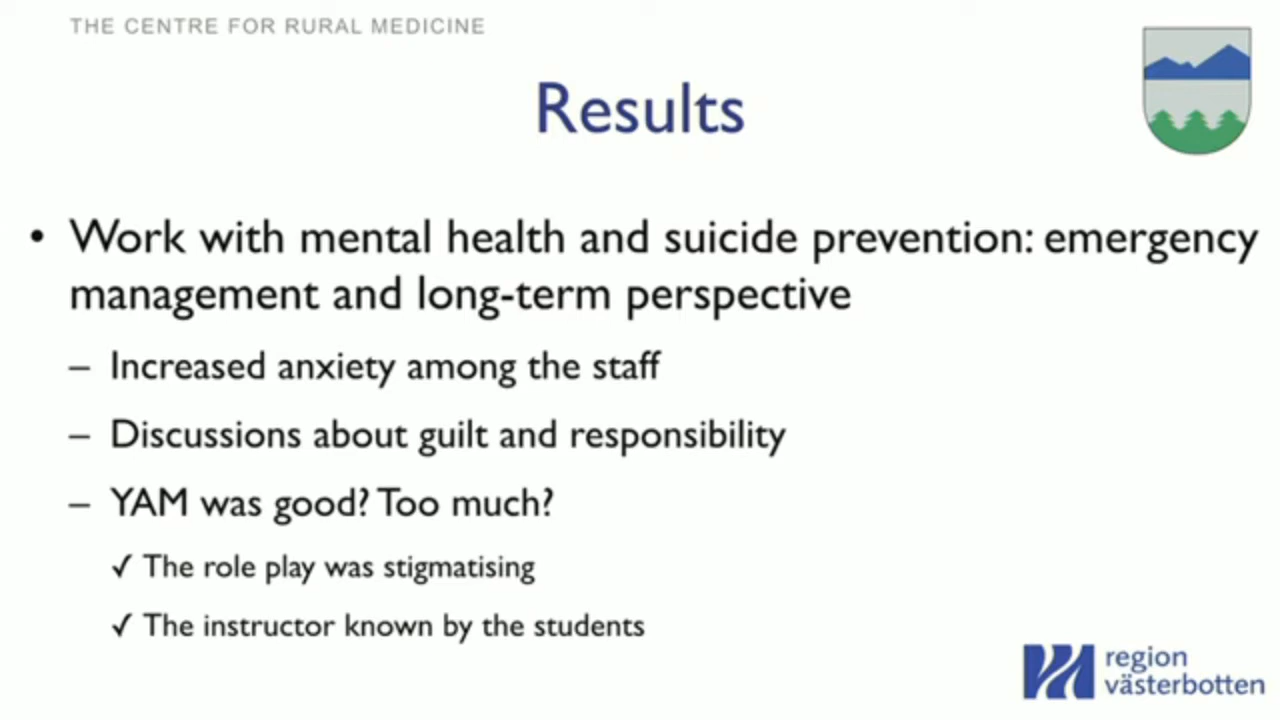 THE CENTRE FOR RURAL MEDICINE
Results
• Work with mental health and suicide prevention: emergency
management and long-term perspective
– Increased anxiety among the staff
– Discussions about guilt and responsibility
– YAM was good? Too much?
✓ The role play was stigmatising
✓ The instructor known by the students
region
västerbotten